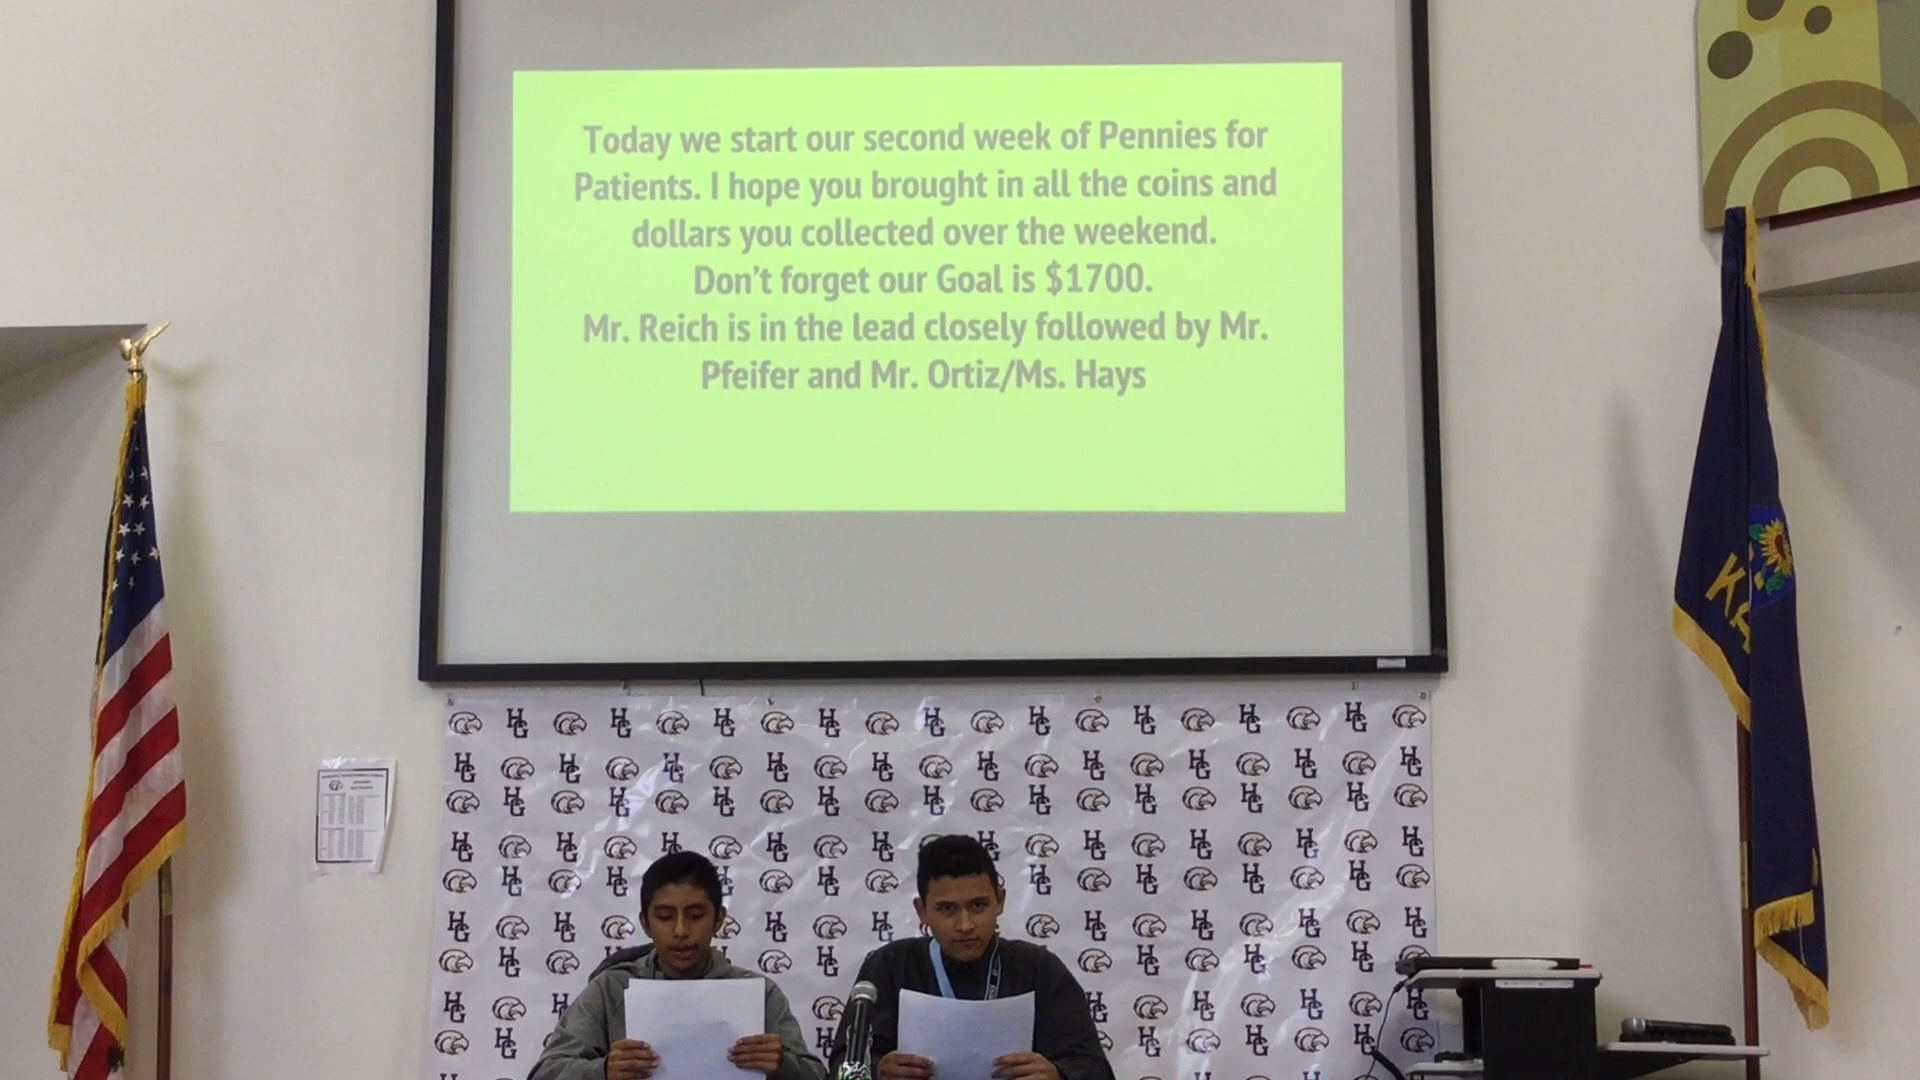 Today we start our second week of Pennies for
Patients. I hope you brought in all the coins and
dollars you collected over the weekend.
Don't forget our Goal is $1700.
Mr. Reich is in the lead closely followed by Mr.
Pfeifer and Mr. Ortiz/Ms. Hays
KA
HG